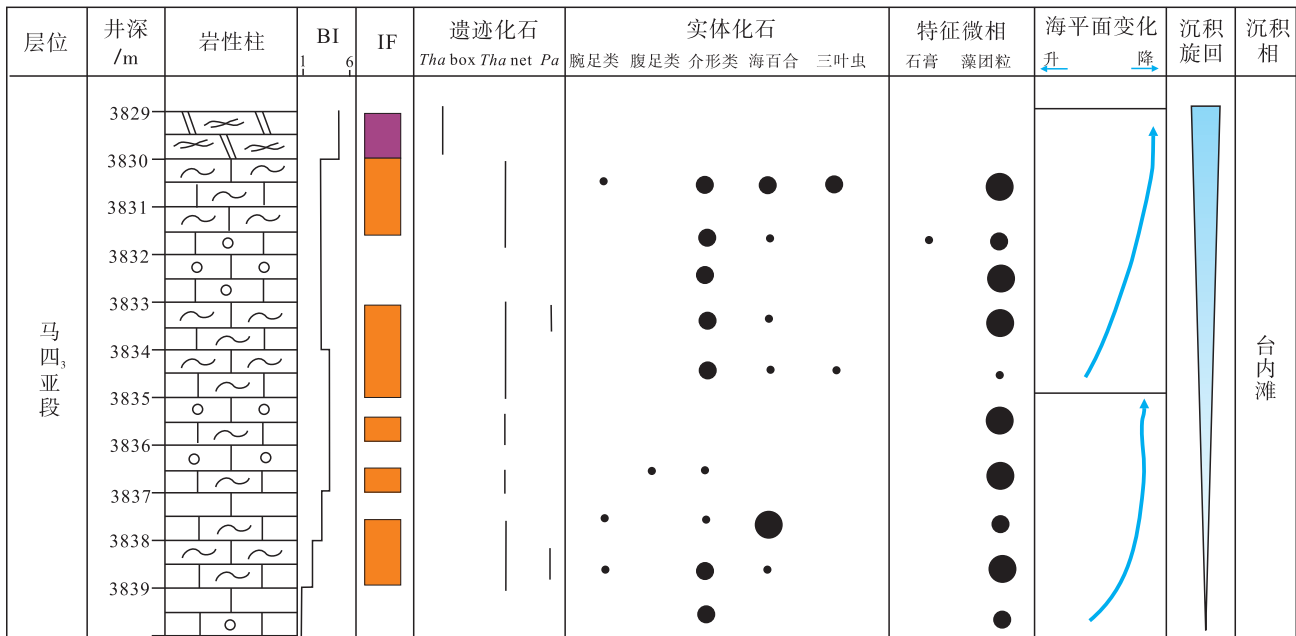 层位
井深
/m
岩性柱
BI
1 6
IF
遗迹化石
Tha box Tha net Pa
实体化石
腕足类 腹足类 介形类 海百合 三叶虫
特征微相
石膏 藻团粒
海平面变化
升 降
沉积
旋回
沉积
相
3829
3830
3831
3832
3833
3834
3835
3836
3837
3838
3839
马四₃亚段
台内滩